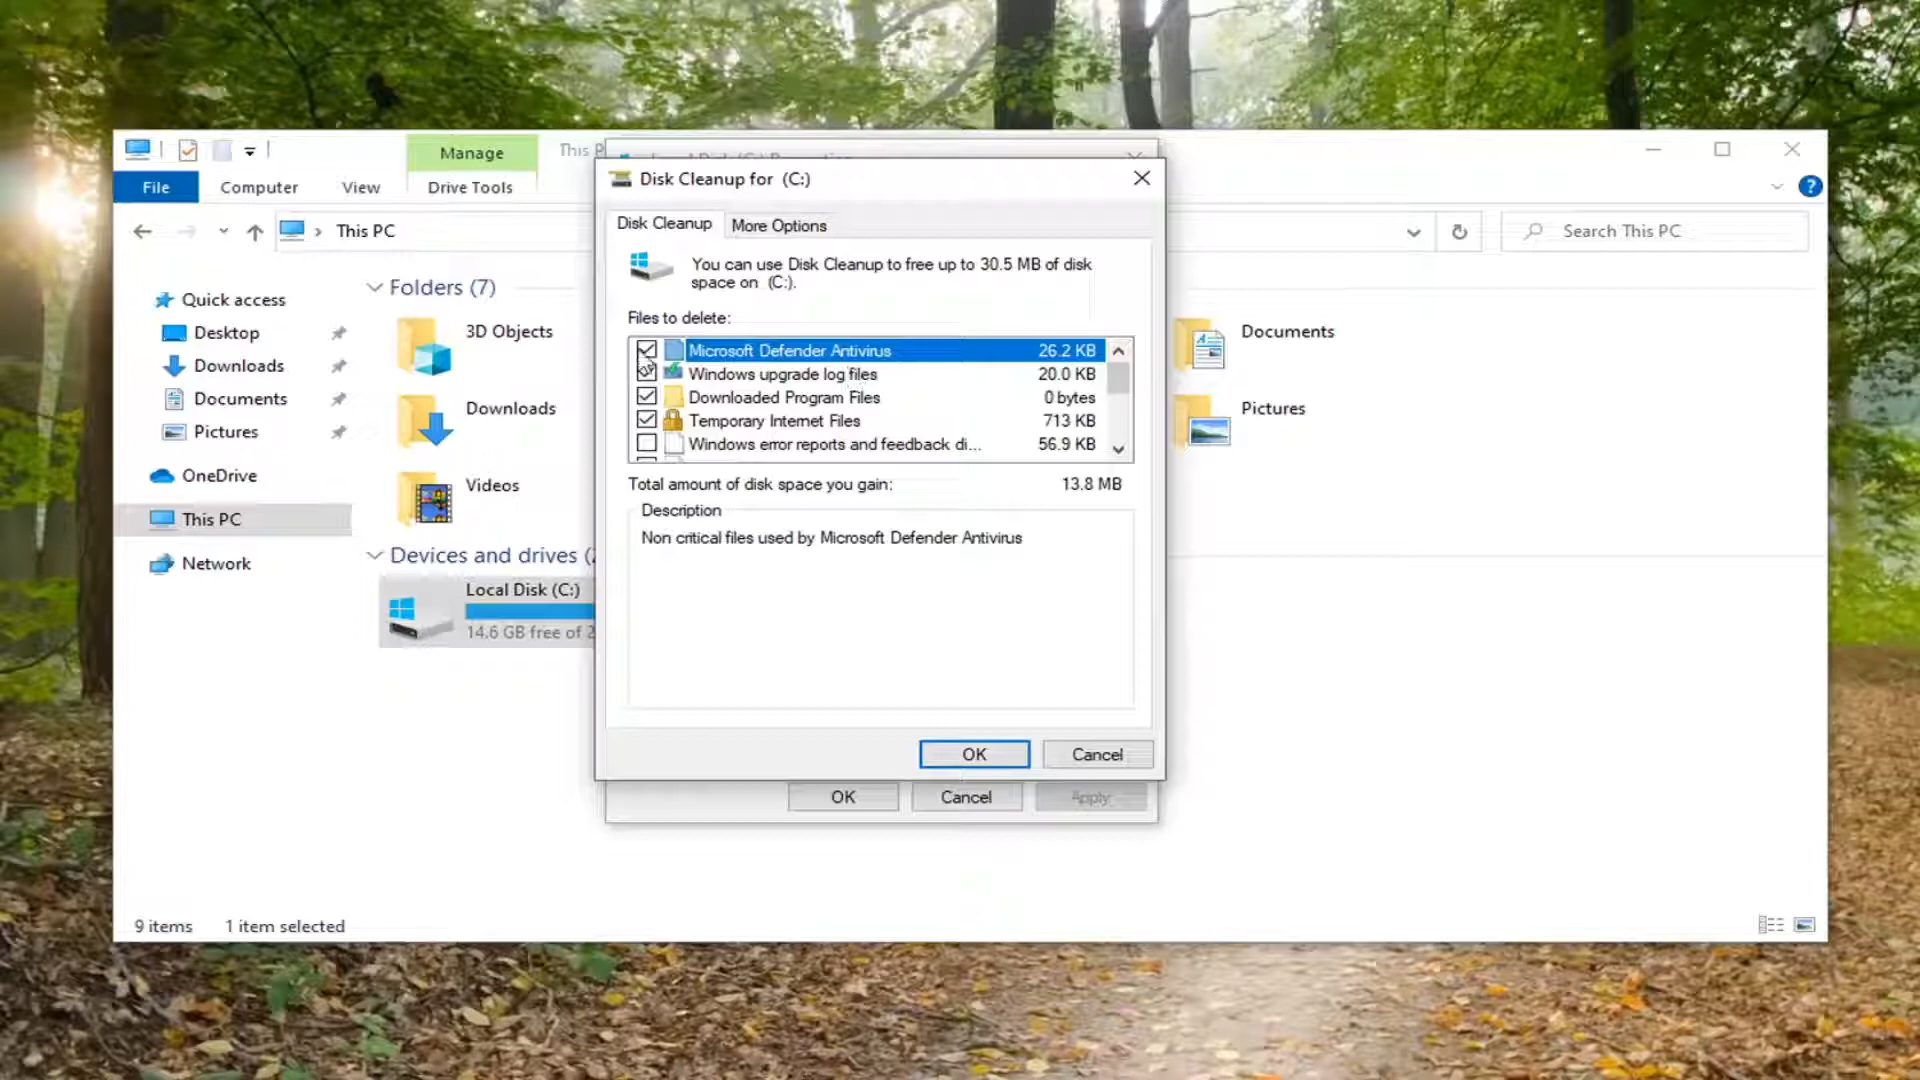 Manage
This P
File
Computer
View
Drive Tools
This PC
Search This PC
Quick access
Desktop
Downloads
Documents
Pictures
OneDrive
This PC
Network
Folders (7)
3D Objects
Downloads
Videos
Documents
Pictures
Devices and drives (
Local Disk (C:)
14.6 GB free of 2
Disk Cleanup for  (C:)
Disk Cleanup
More Options
You can use Disk Cleanup to free up to 30.5 MB of disk
space on  (C:).
Files to delete:
Microsoft Defender Antivirus 26.2 KB
Windows upgrade log files 20.0 KB
Downloaded Program Files 0 bytes
Temporary Internet Files 713 KB
Windows error reports and feedback di... 56.9 KB
Total amount of disk space you gain: 13.8 MB
Description
Non critical files used by Microsoft Defender Antivirus
OK
Cancel
OK
Cancel
Apply
9 items
1 item selected